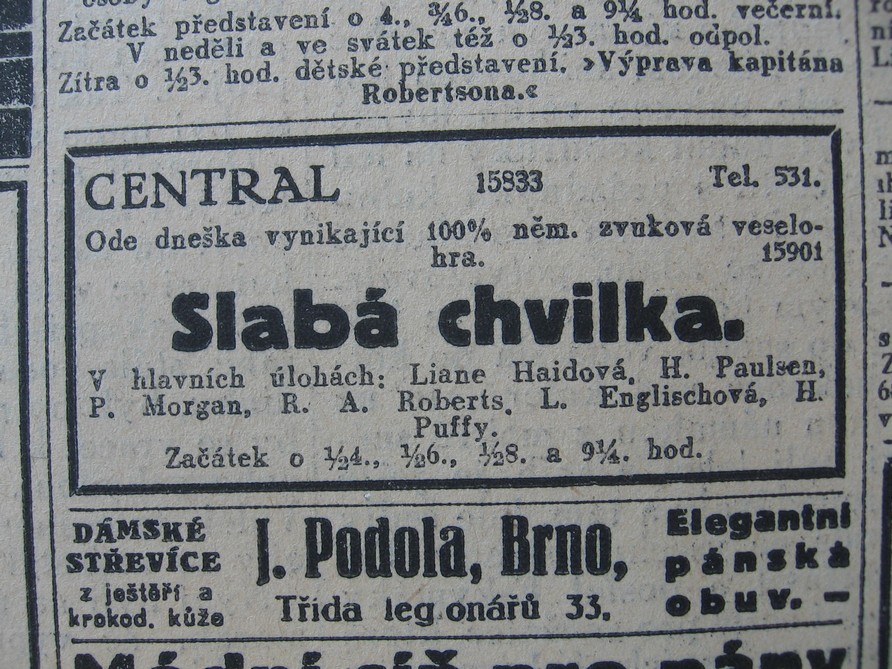 Začátek představení o 4., ¾6., ½8. a 9¼ hod. večerní.
V neděli a ve svátek též o ½3. hod. odpol.
Zítra o ½3. hod. dětské představení. »Výprava kapitána
Robertsona.«
CENTRAL 15833 Tel. 531.
Ode dneška vynikající 100% něm. zvuková veselo-
hra. 15901
Slabá chvilka.
V hlavních úlohách: Liane Haidová, H. Paulsen,
P. Morgan, R. A. Roberts, L. Englischová, H.
Puffy.
Začátek o ½4., ½6., ½8. a 9¼. hod.
DÁMSKÉ
STŘEVÍCE
z ještěří a
krokod. kůže
J. Podola, Brno,
Třída leg onářů 33.
Elegantní
pánská
obuv. —